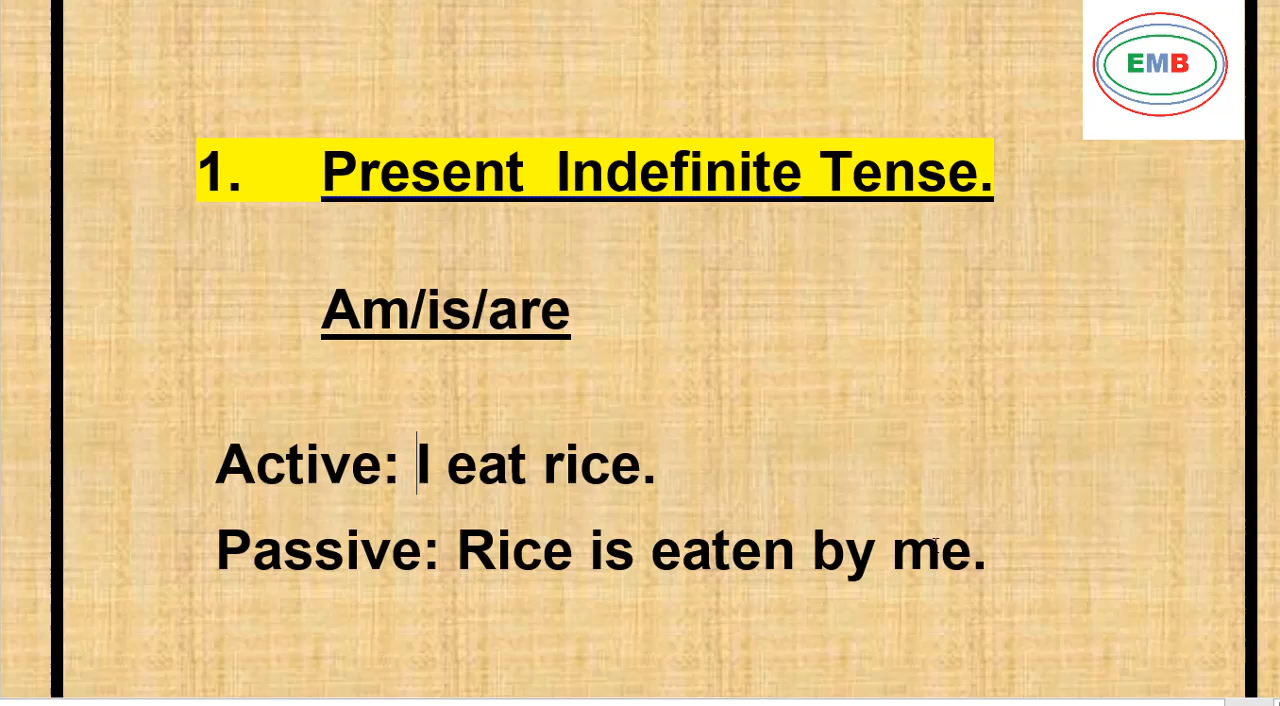 EMB
1. Present Indefinite Tense.
Am/is/are
Active: I eat rice.
Passive: Rice is eaten by me.